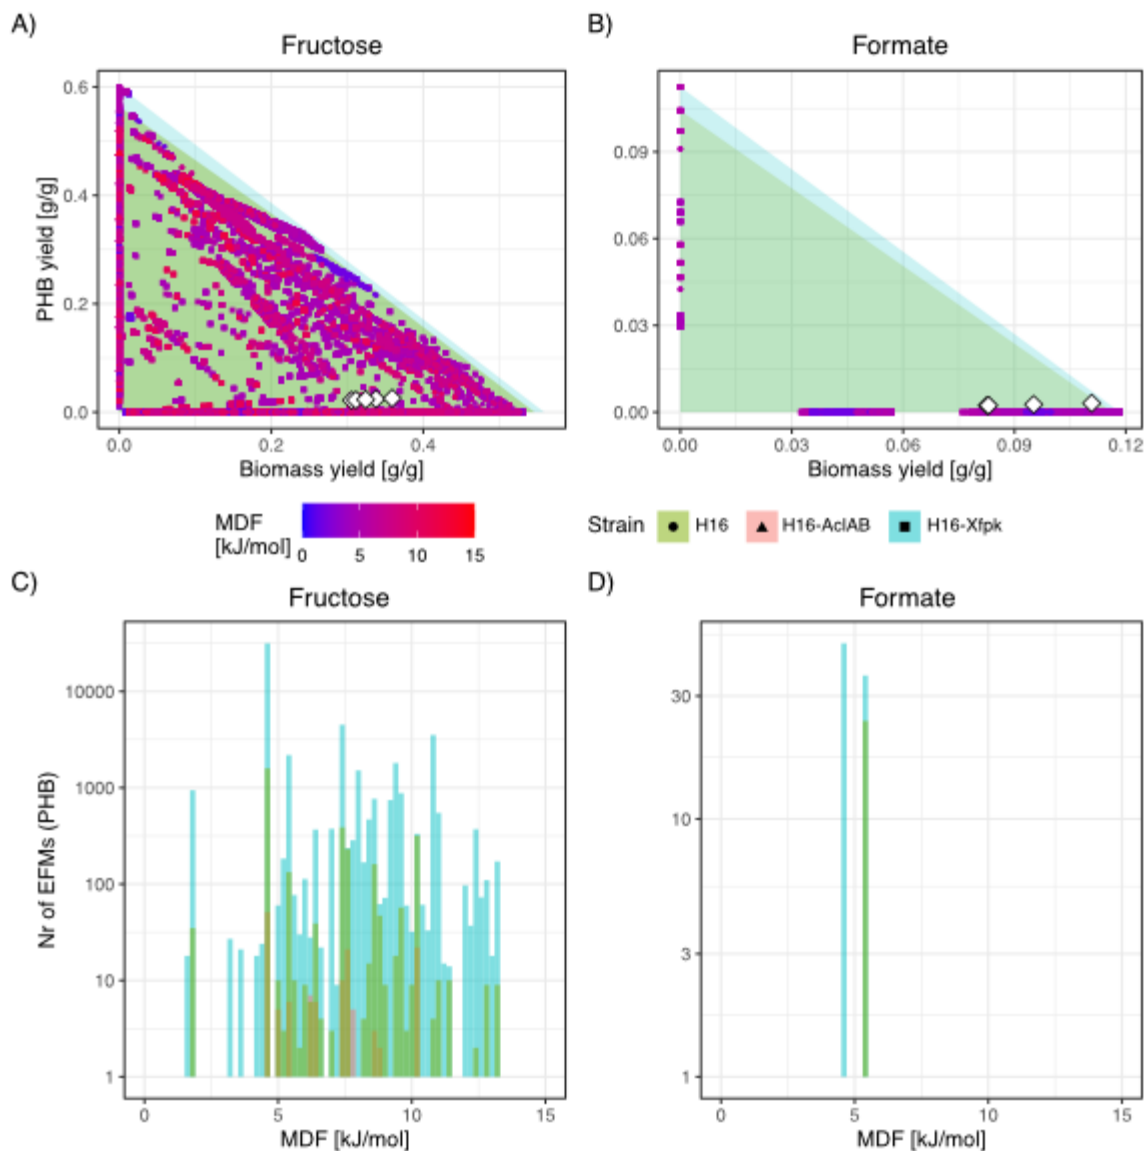 A)
Fructose
PHB yield [g/g]
0.6
0.4
0.2
0.0
0.0
0.2
0.4
Biomass yield [g/g]
B)
Formate
0.09
0.06
0.03
0.00
0.00
0.03
0.06
0.09
0.12
Biomass yield [g/g]
MDF
[kJ/mol]
0
5
10
15
Strain
H16
H16-AclAB
H16-Xfpk
C)
Fructose
Nr of EFMs (PHB)
10000
1000
100
10
1
0
5
10
15
MDF [kJ/mol]
D)
Formate
30
10
3
1
0
5
10
15
MDF [kJ/mol]